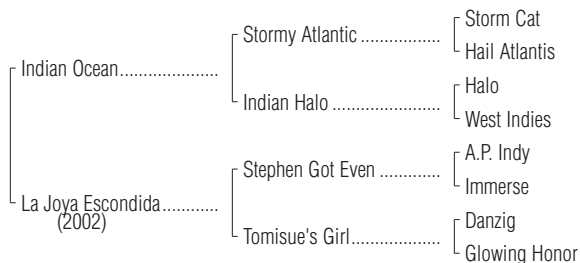 Storm Cat
Stormy Atlantic ..................
Hail Atlantis
Indian Ocean......................
Halo
Indian Halo ........................
West Indies
A.P. Indy
Stephen Got Even ..............
Immerse
La Joya Escondida............
(2002)
Danzig
Tomisue's Girl....................
Glowing Honor